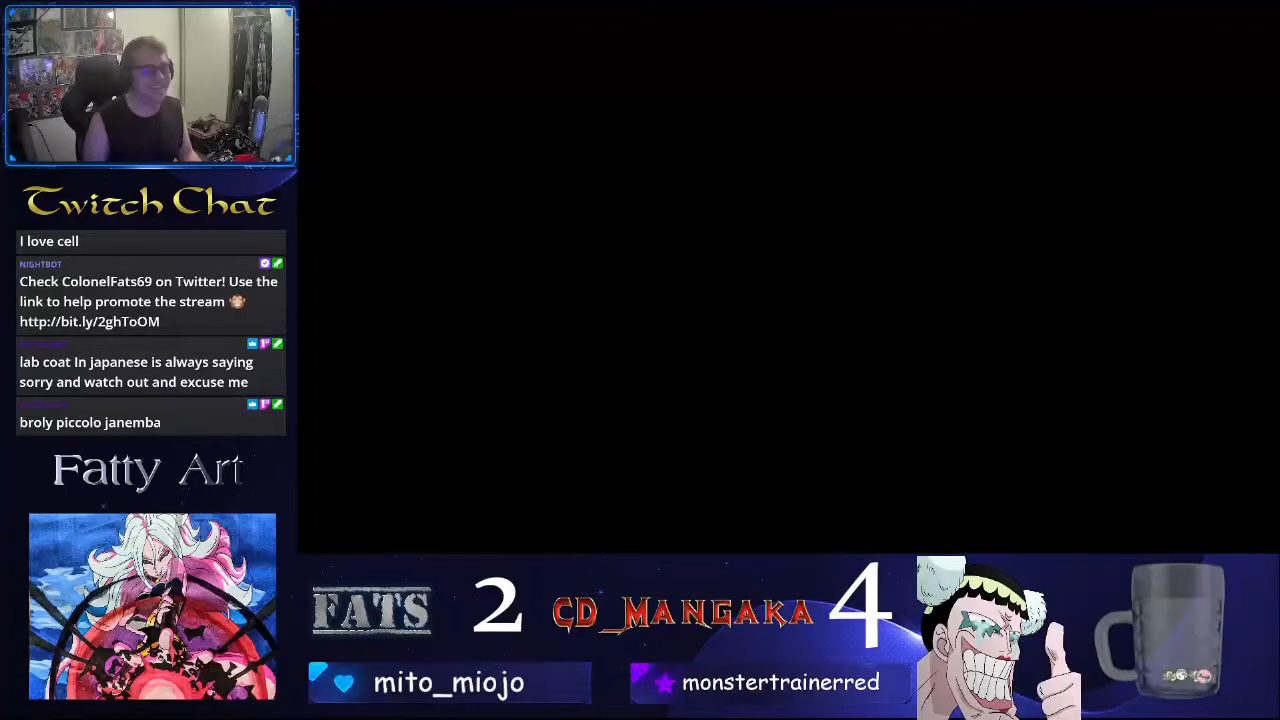 Twitch Chat
I love cell
NIGHTBOT
Check ColonelFats69 on Twitter! Use the
link to help promote the stream 🐵
http://bit.ly/2ghToOM
lab coat In japanese is always saying
sorry and watch out and excuse me
broly piccolo janemba
Fatty Art
FATS 2 CD_MANGAKA 4
mito_miojo
monstertrainerred